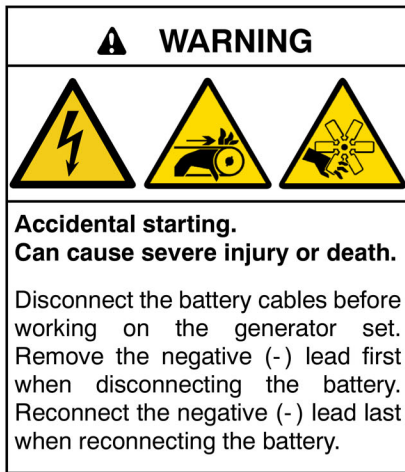 WARNING
Accidental starting.
Can cause severe injury or death.
Disconnect the battery cables before
working on the generator set.
Remove the negative (-) lead first
when disconnecting the battery.
Reconnect the negative (-) lead last
when reconnecting the battery.